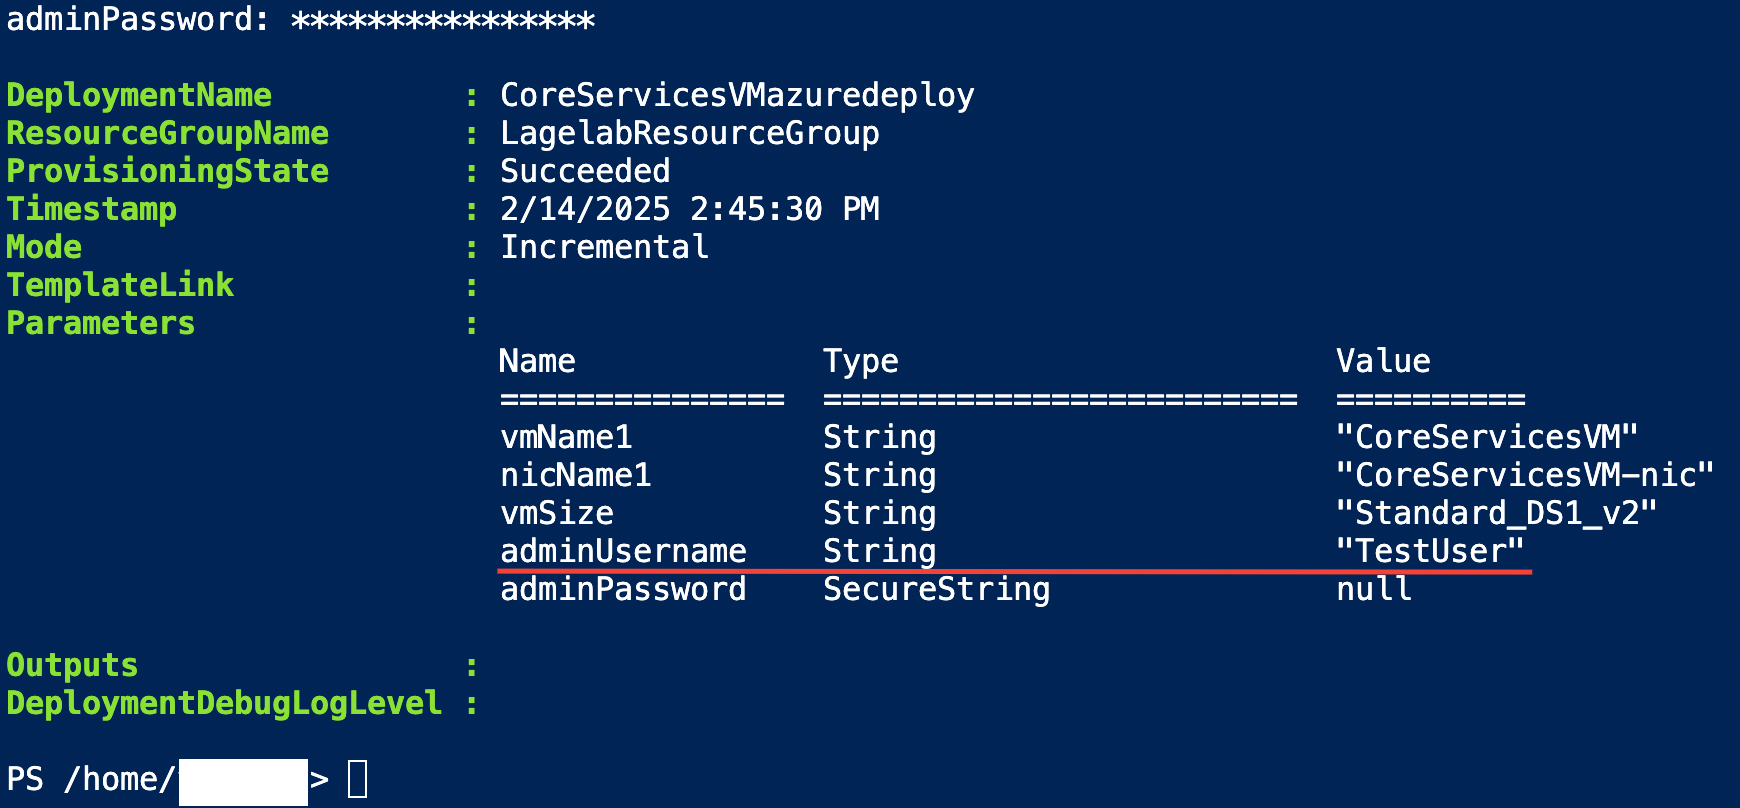 adminPassword: ****************
DeploymentName : CoreServicesVMazuredeploy
ResourceGroupName : LagelabResourceGroup
ProvisioningState : Succeeded
Timestamp : 2/14/2025 2:45:30 PM
Mode : Incremental
TemplateLink :
Parameters :
Name Type Value
=============== ========================= ==========
vmName1 String "CoreServicesVM"
nicName1 String "CoreServicesVM-nic"
vmSize String "Standard_DS1_v2"
adminUsername String "TestUser"
adminPassword SecureString null
Outputs :
DeploymentDebugLogLevel :
PS /home/ >